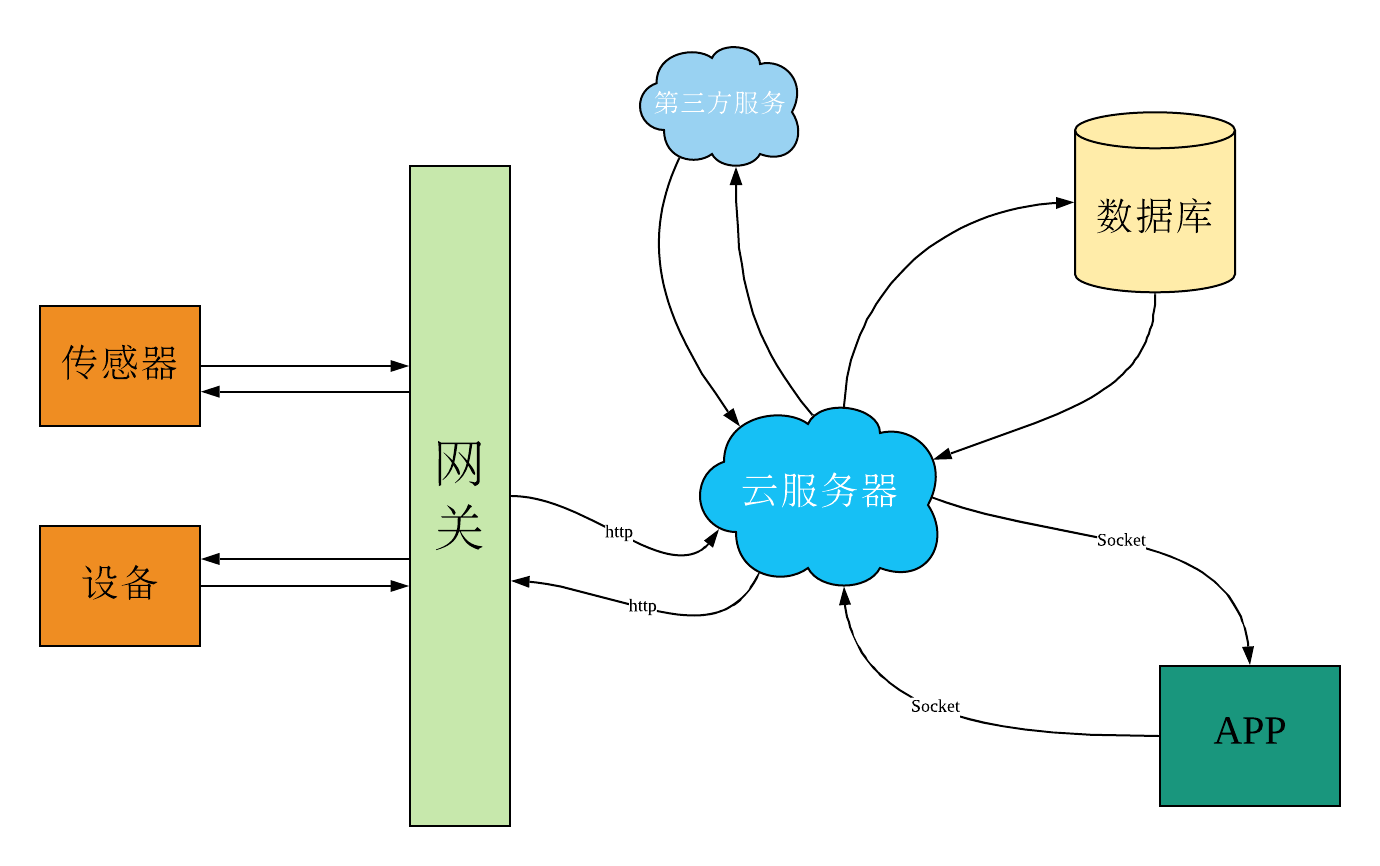 第三方服务
数据库
传感器
网
关
云服务器
http
Socket
设备
http
Socket
APP